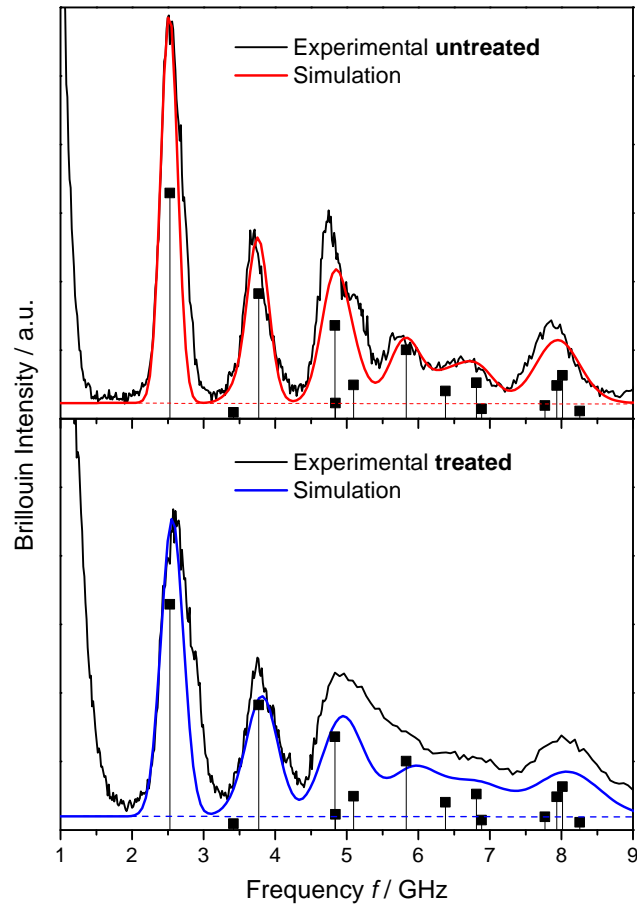 Experimental untreated
Simulation
Experimental treated
Simulation
Brillouin Intensity / a.u.
1 2 3 4 5 6 7 8 9
Frequency f / GHz